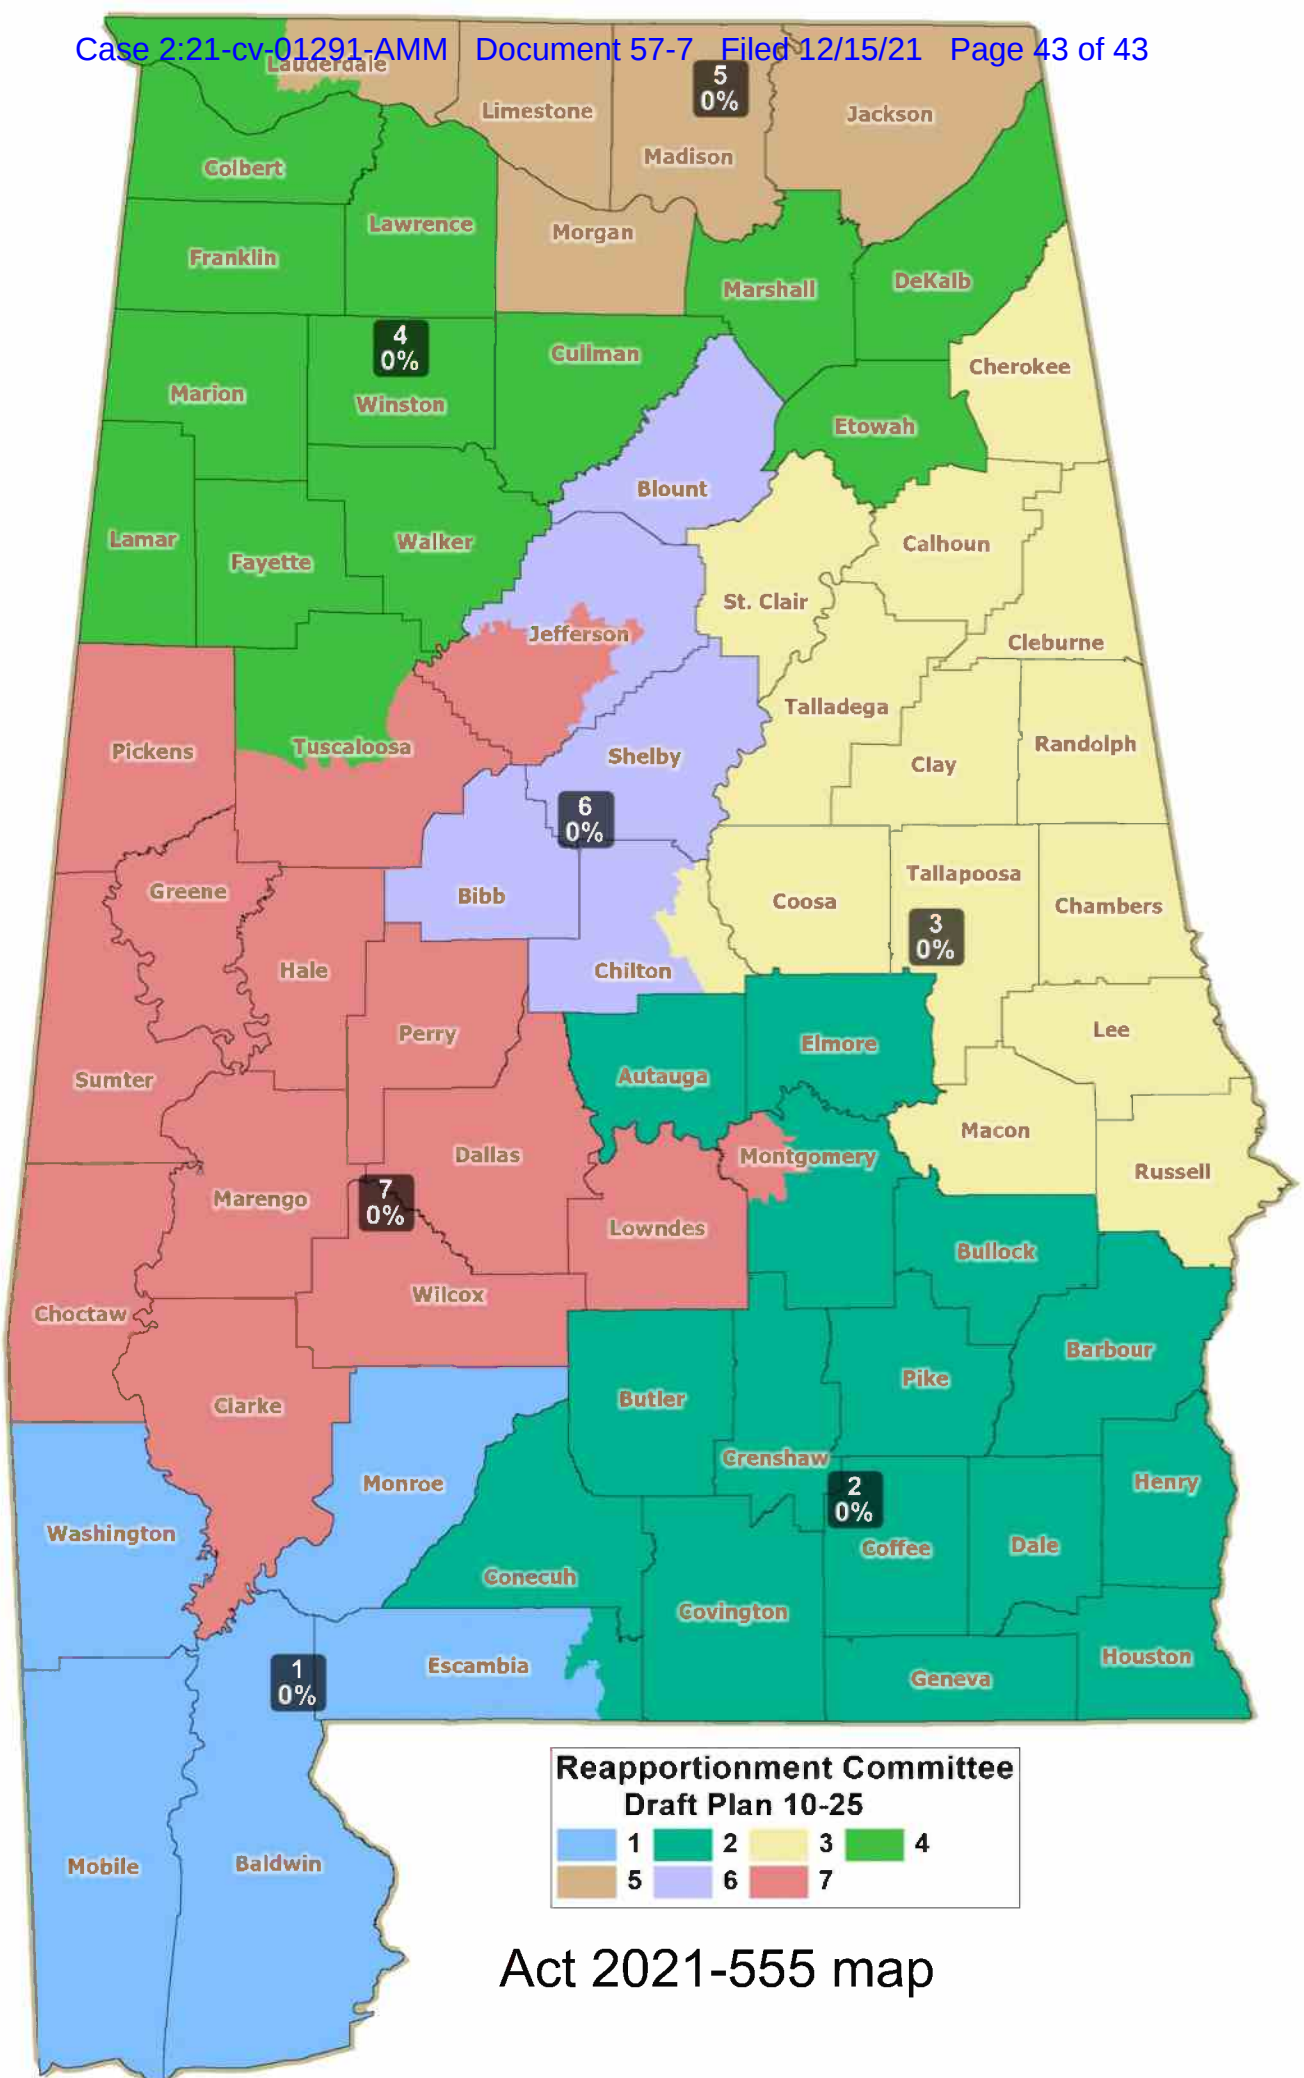 Case 2:21-cv-01291-AMM Document 57-7 Filed 12/15/21 Page 43 of 43
Lauderdale
5
0%
Limestone
Jackson
Madison
Colbert
Lawrence
Morgan
Franklin
DeKalb
Marshall
4
0%
Cullman
Cherokee
Marion
Winston
Etowah
Blount
Lamar
Walker
Calhoun
Fayette
St. Clair
Jefferson
Cleburne
Talladega
Tuscaloosa
Pickens
Shelby
Randolph
Clay
6
0%
Tallapoosa
Greene
Bibb
Coosa
Chambers
3
0%
Hale
Chilton
Perry
Lee
Elmore
Sumter
Autauga
Macon
Dallas
Montgomery
Russell
7
0%
Marengo
Lowndes
Bullock
Wilcox
Choctaw
Barbour
Pike
Butler
Clarke
Crenshaw
Monroe
Henry
2
0%
Washington
Coffee
Dale
Conecuh
Covington
Houston
Escambia
Geneva
1
0%
Reapportionment Committee
Draft Plan 10-25
1 2 3 4
5 6 7
Mobile
Baldwin
Act 2021-555 map